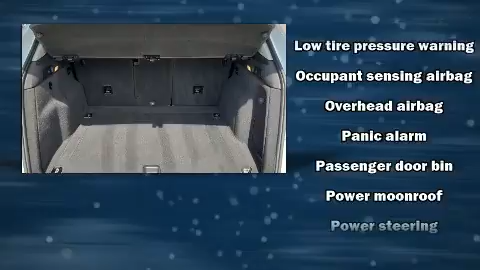 Low tire pressure warning
Occupant sensing airbag
Overhead airbag
Panic alarm
Passenger door bin
Power moonroof
Power steering